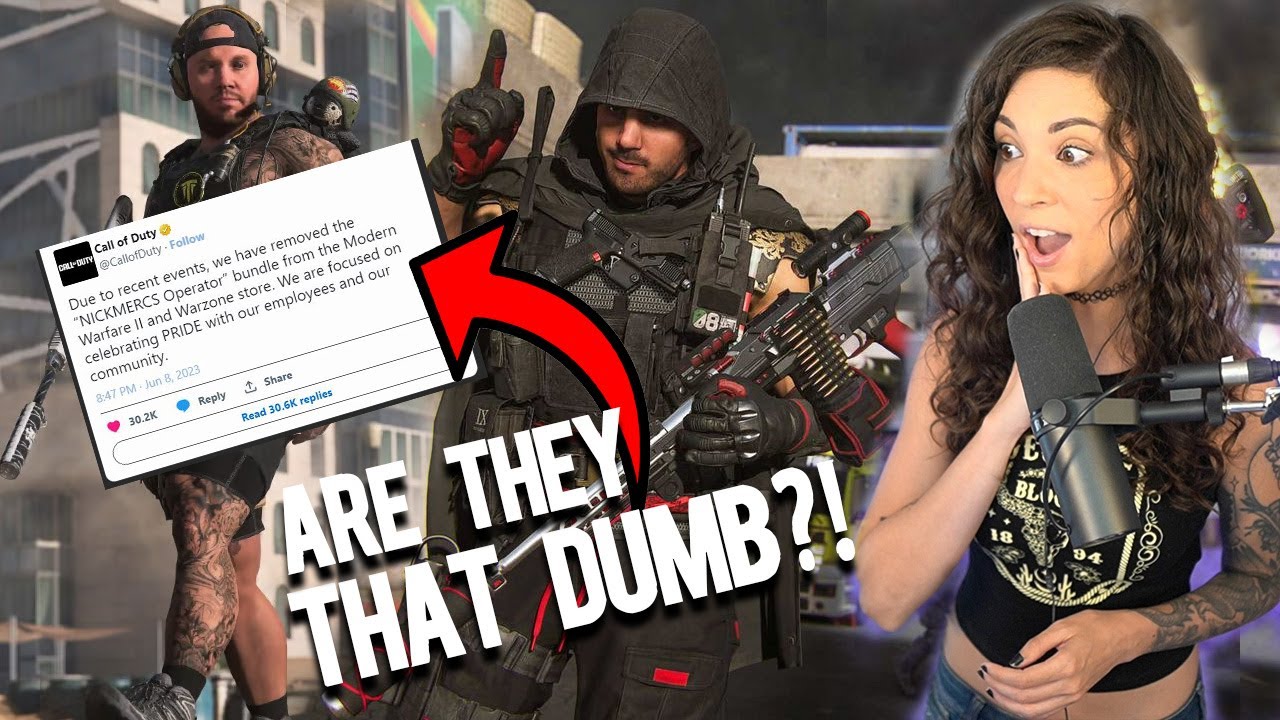 Call of Duty
@CallofDuty · Follow
CALL OF DUTY
Due to recent events, we have removed the
"NICKMERCS Operator" bundle from the Modern
Warfare II and Warzone store. We are focused on
celebrating PRIDE with our employees and our
community.
8:47 PM · Jun 8, 2023
30.2K Reply Share
Read 30.6K replies
ARE THEY
THAT DUMB?!
08
IX
18 94